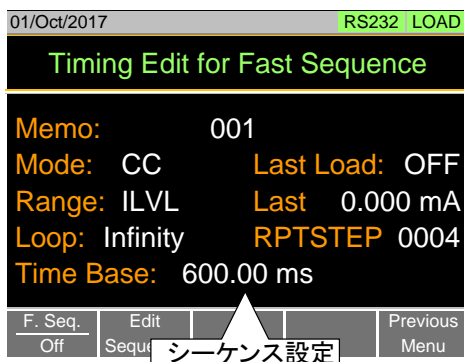 01/Oct/2017 RS232 LOAD
Timing Edit for Fast Sequence
Memo: 001
Mode: CC Last Load: OFF
Range: ILVL Last 0.000 mA
Loop: Infinity RPTSTEP 0004
Time Base: 600.00 ms
F. Seq. Edit Previous
Off Seque Menu
シーケンス設定